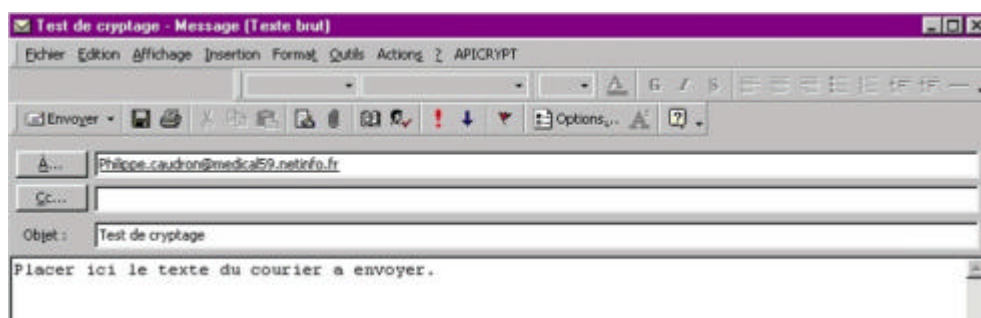 Test de cryptage - Message (Texte brut)
Fichier Edition Affichage Insertion Format Outils Actions ? APICRYPT
A G I S
Envoyer Options...
À... Philippe.caudron@medical59.netinfo.fr
Cc...
Objet : Test de cryptage
Placer ici le texte du courier a envoyer.